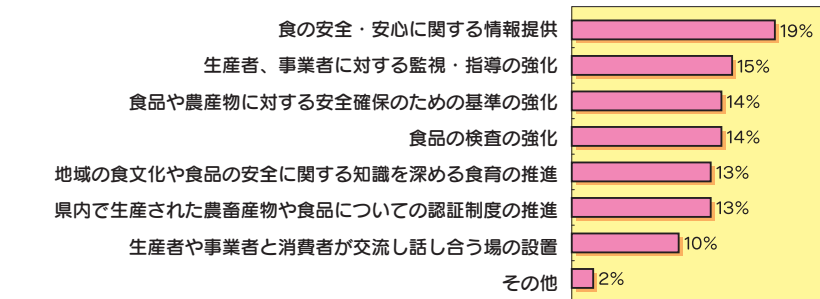 食の安全・安心に関する情報提供 19%
生産者、事業者に対する監視・指導の強化 15%
食品や農産物に対する安全確保のための基準の強化 14%
食品の検査の強化 14%
地域の食文化や食品の安全に関する知識を深める食育の推進 13%
県内で生産された農畜産物や食品についての認証制度の推進 13%
生産者や事業者と消費者が交流し話し合う場の設置 10%
その他 2%